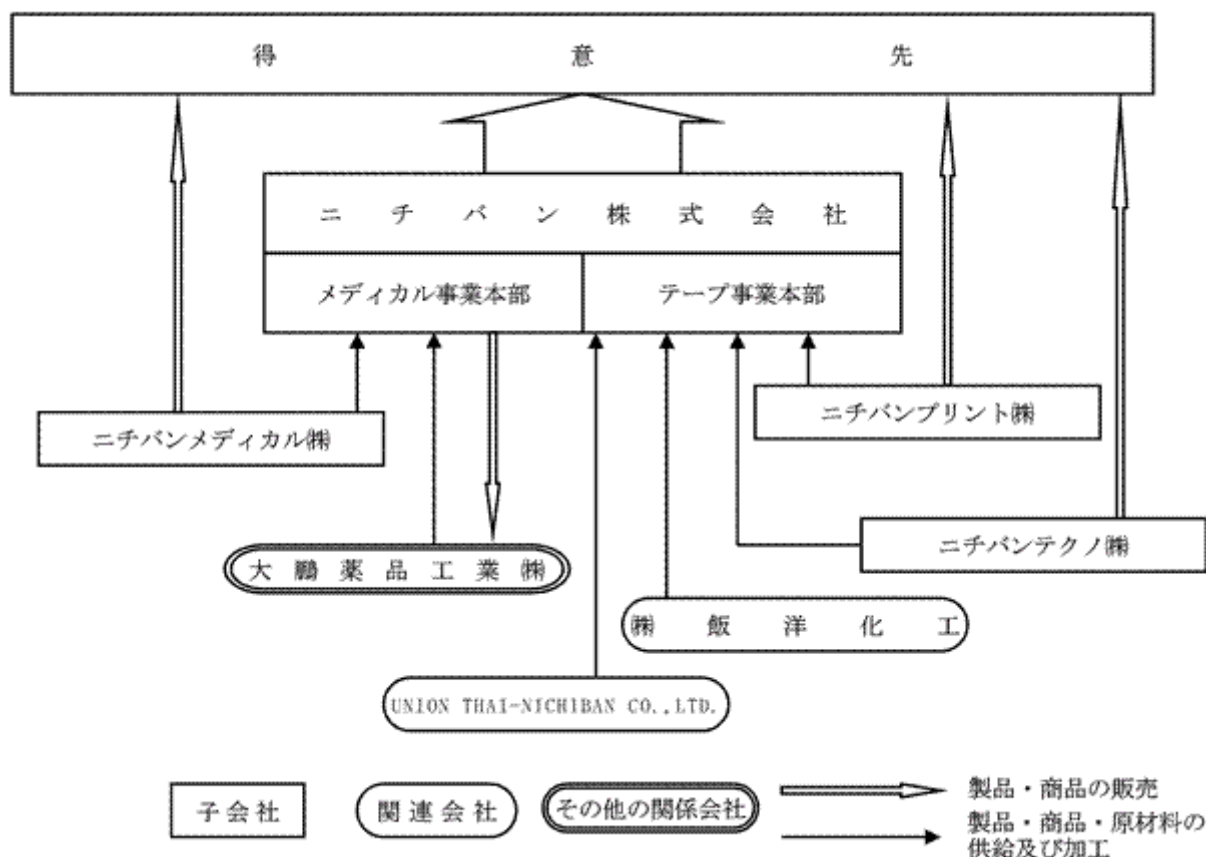 得意先
ニチバン株式会社
メディカル事業本部
テープ事業本部
ニチバンメディカル㈱
ニチバンプリント㈱
大鵬薬品工業㈱
ニチバンテクノ㈱
㈱飯洋化工
UNION THAI-NICHIBAN CO.,LTD.
子会社
関連会社
その他の関係会社
製品・商品の販売
製品・商品・原材料の
供給及び加工